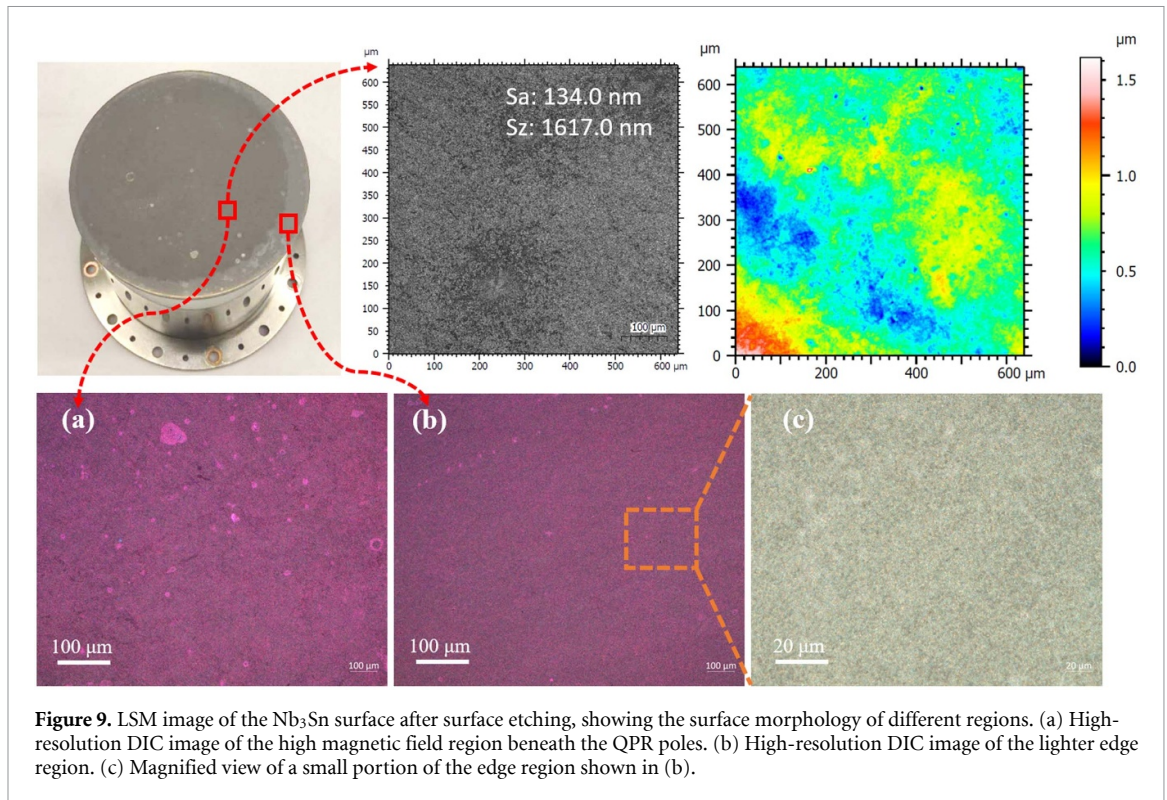 µm
600
550
500
450
400
350
300
250
200
150
100
50
0
Sa: 134.0 nm
Sz: 1617.0 nm
100 µm
0 100 200 300 400 500 600 µm
µm
600
500
400
300
200
100
0
0 200 400 600 µm
µm
1.5
1.0
0.5
0.0
(a)
100 µm
100 µm
(b)
100 µm
100 µm
(c)
20 µm
20 µm
Figure 9. LSM image of the Nb₃Sn surface after surface etching, showing the surface morphology of different regions. (a) High-
resolution DIC image of the high magnetic field region beneath the QPR poles. (b) High-resolution DIC image of the lighter edge
region. (c) Magnified view of a small portion of the edge region shown in (b).